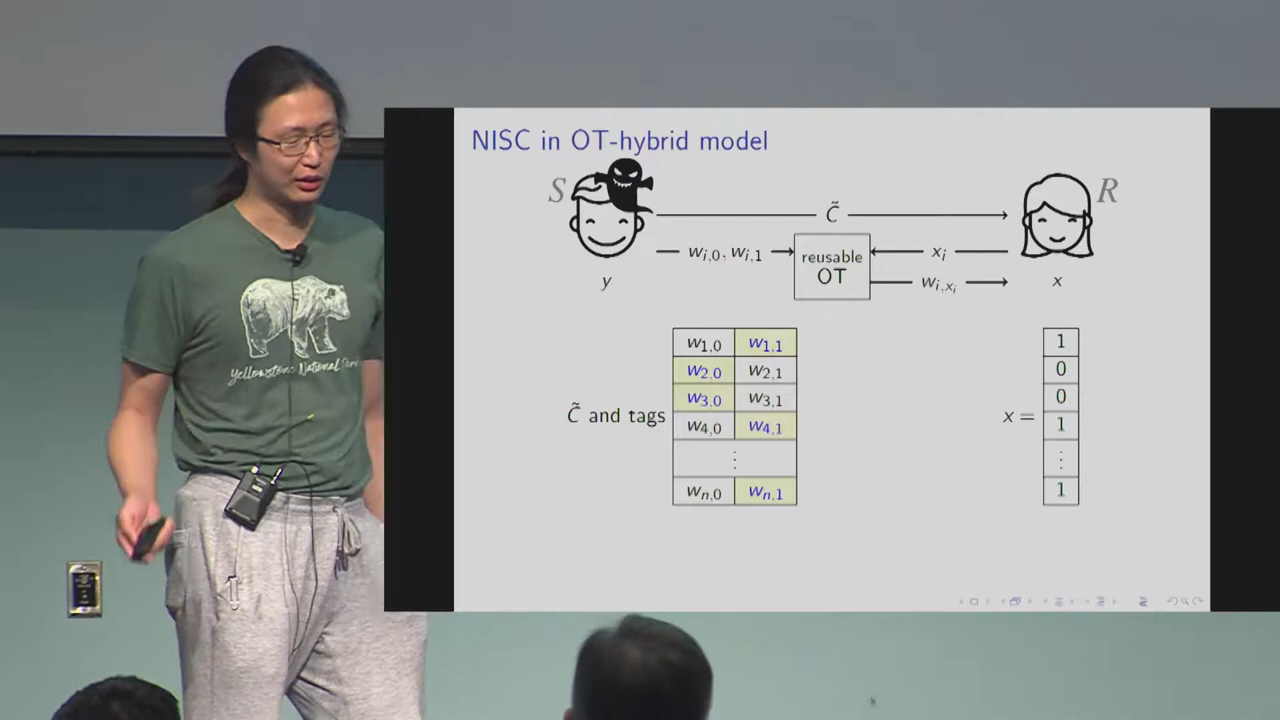 NISC in OT-hybrid model
S
R
C̃
w_{i,0}, w_{i,1}
reusable
OT
x_i
w_{i,x_i}
y
x
w_{1,0} w_{1,1}
w_{2,0} w_{2,1}
w_{3,0} w_{3,1}
C̃ and tags
w_{4,0} w_{4,1}
⋮
w_{n,0} w_{n,1}
x =
1
0
0
1
⋮
1
Yellowstone National